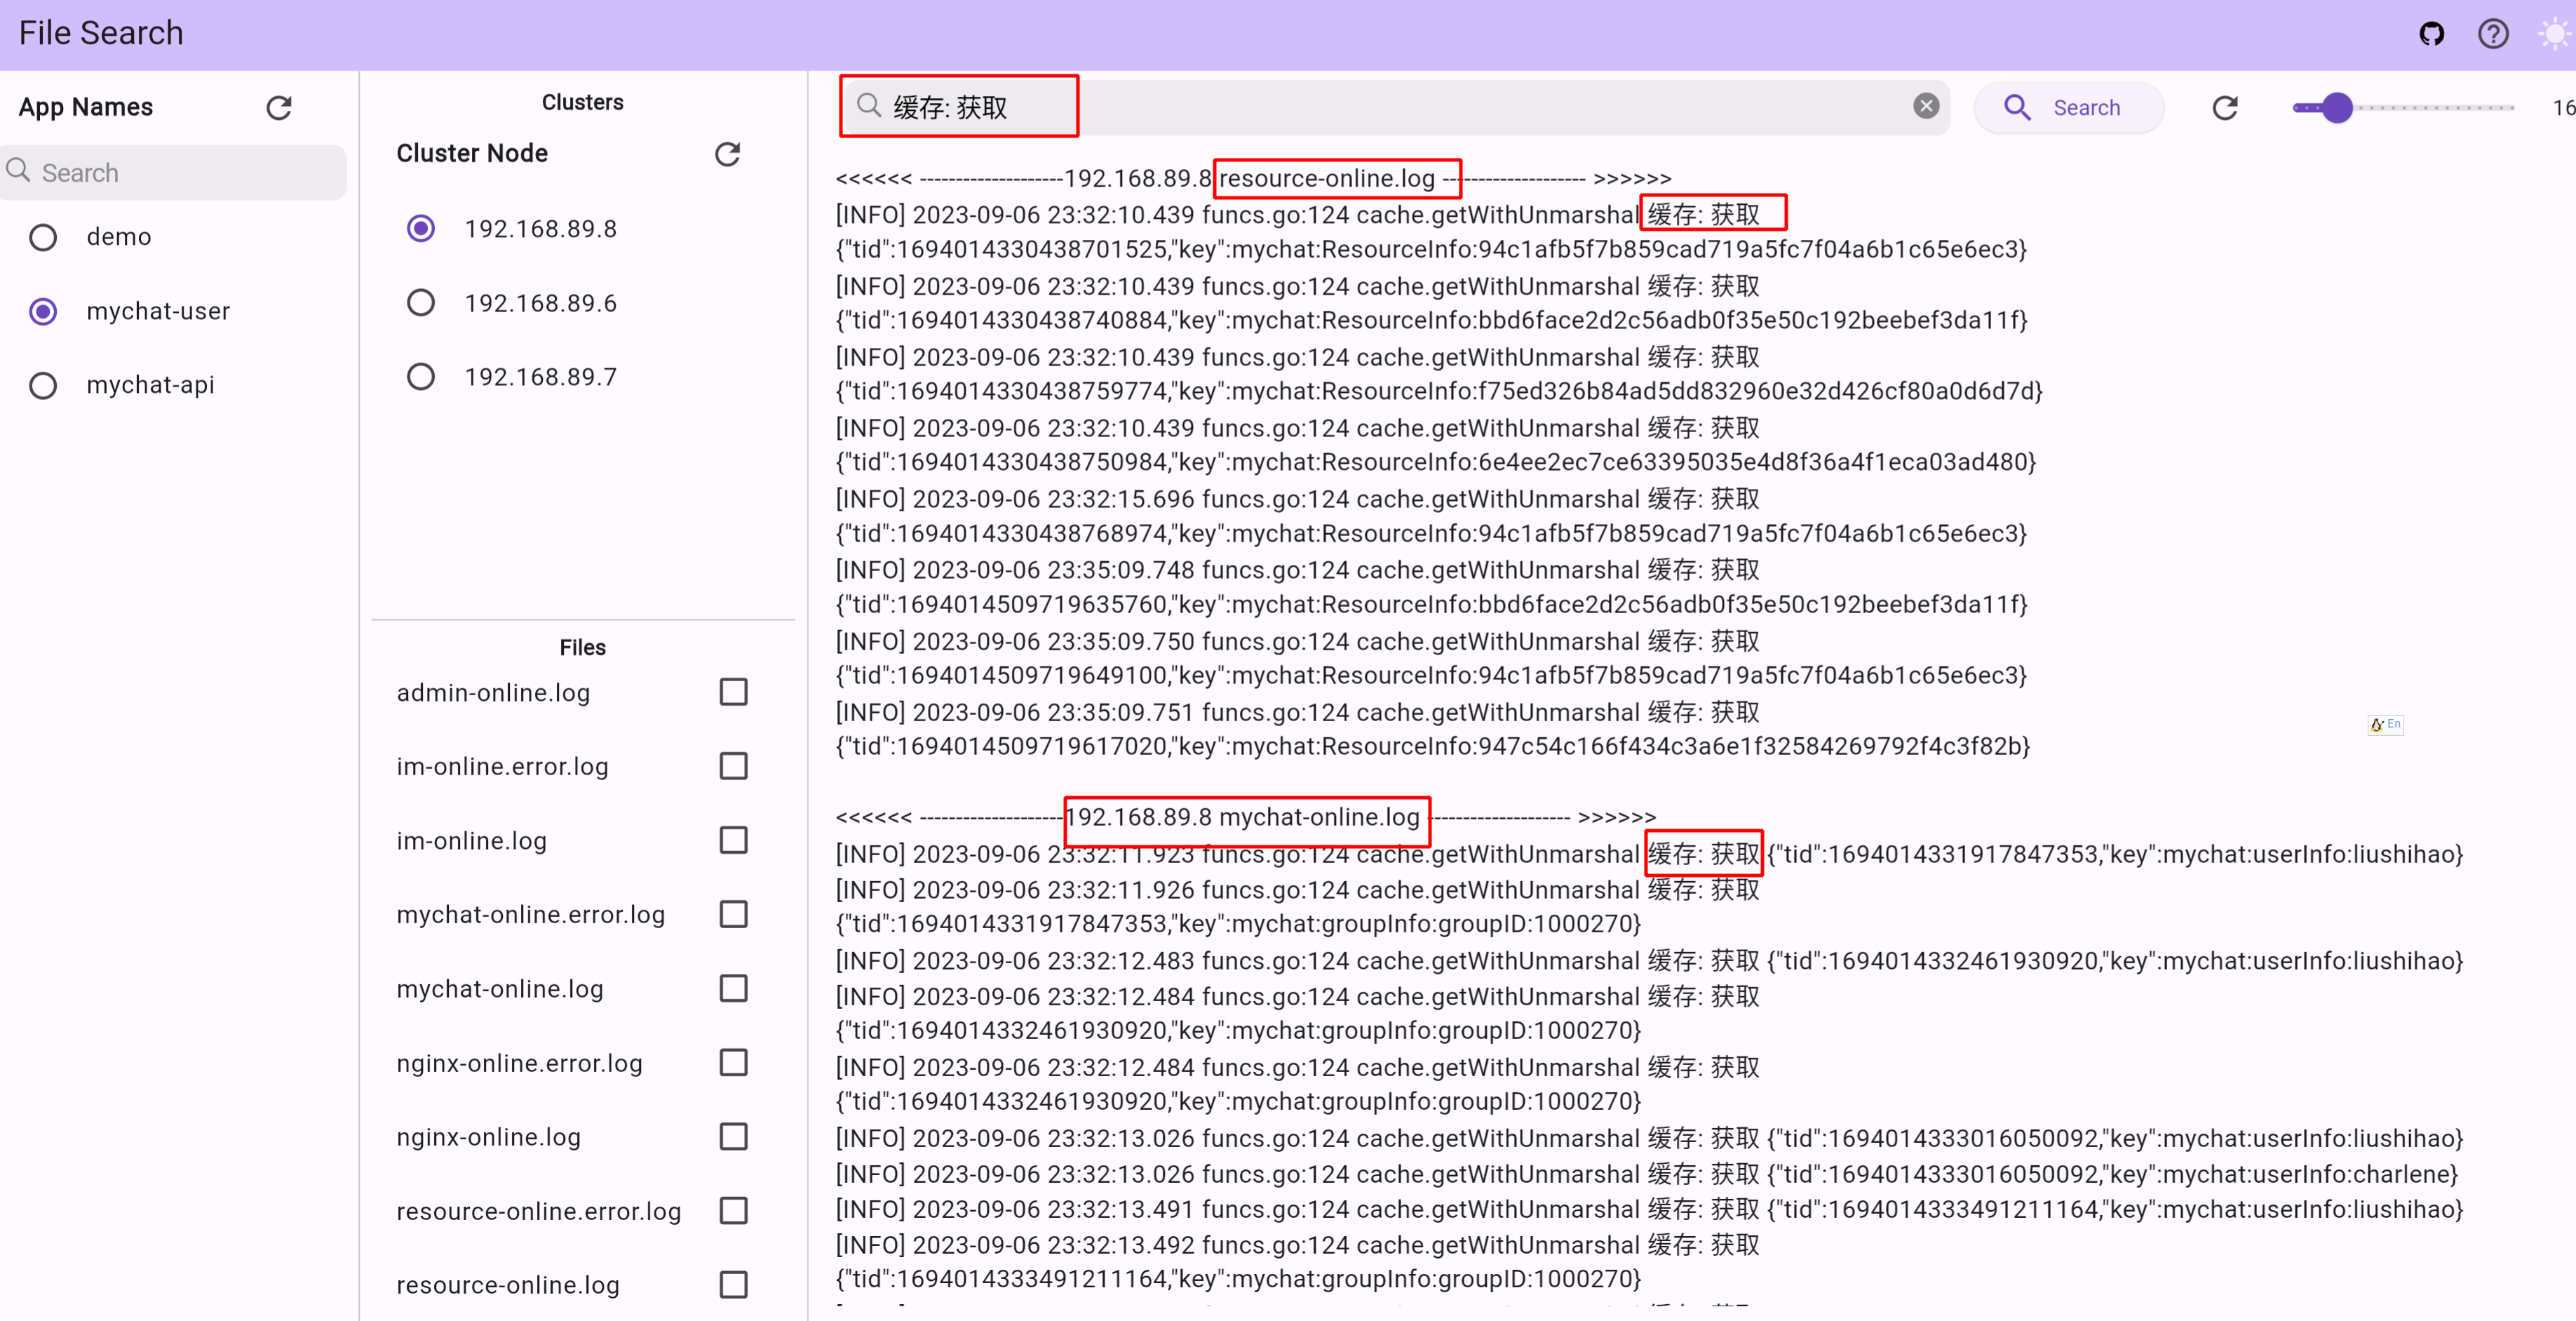 File Search
App Names
Search
demo
mychat-user
mychat-api
Clusters
Cluster Node
192.168.89.8
192.168.89.6
192.168.89.7
Files
admin-online.log
im-online.error.log
im-online.log
mychat-online.error.log
mychat-online.log
nginx-online.error.log
nginx-online.log
resource-online.error.log
resource-online.log
缓存: 获取
Search
16
<<<<<< --------------------192.168.89.8 resource-online.log -------------------- >>>>>>
[INFO] 2023-09-06 23:32:10.439 funcs.go:124 cache.getWithUnmarshal 缓存: 获取
{"tid":1694014330438701525,"key":mychat:ResourceInfo:94c1afb5f7b859cad719a5fc7f04a6b1c65e6ec3}
[INFO] 2023-09-06 23:32:10.439 funcs.go:124 cache.getWithUnmarshal 缓存: 获取
{"tid":1694014330438740884,"key":mychat:ResourceInfo:bbd6face2d2c56adb0f35e50c192beebef3da11f}
[INFO] 2023-09-06 23:32:10.439 funcs.go:124 cache.getWithUnmarshal 缓存: 获取
{"tid":1694014330438759774,"key":mychat:ResourceInfo:f75ed326b84ad5dd832960e32d426cf80a0d6d7d}
[INFO] 2023-09-06 23:32:10.439 funcs.go:124 cache.getWithUnmarshal 缓存: 获取
{"tid":1694014330438750984,"key":mychat:ResourceInfo:6e4ee2ec7ce63395035e4d8f36a4f1eca03ad480}
[INFO] 2023-09-06 23:32:15.696 funcs.go:124 cache.getWithUnmarshal 缓存: 获取
{"tid":1694014330438768974,"key":mychat:ResourceInfo:94c1afb5f7b859cad719a5fc7f04a6b1c65e6ec3}
[INFO] 2023-09-06 23:35:09.748 funcs.go:124 cache.getWithUnmarshal 缓存: 获取
{"tid":1694014509719635760,"key":mychat:ResourceInfo:bbd6face2d2c56adb0f35e50c192beebef3da11f}
[INFO] 2023-09-06 23:35:09.750 funcs.go:124 cache.getWithUnmarshal 缓存: 获取
{"tid":1694014509719649100,"key":mychat:ResourceInfo:94c1afb5f7b859cad719a5fc7f04a6b1c65e6ec3}
[INFO] 2023-09-06 23:35:09.751 funcs.go:124 cache.getWithUnmarshal 缓存: 获取
{"tid":1694014509719617020,"key":mychat:ResourceInfo:947c54c166f434c3a6e1f32584269792f4c3f82b}
En
<<<<<< --------------------192.168.89.8 mychat-online.log -------------------- >>>>>>
[INFO] 2023-09-06 23:32:11.923 funcs.go:124 cache.getWithUnmarshal 缓存: 获取 {"tid":1694014331917847353,"key":mychat:userInfo:liushihao}
[INFO] 2023-09-06 23:32:11.926 funcs.go:124 cache.getWithUnmarshal 缓存: 获取
{"tid":1694014331917847353,"key":mychat:groupInfo:groupID:1000270}
[INFO] 2023-09-06 23:32:12.483 funcs.go:124 cache.getWithUnmarshal 缓存: 获取 {"tid":1694014332461930920,"key":mychat:userInfo:liushihao}
[INFO] 2023-09-06 23:32:12.484 funcs.go:124 cache.getWithUnmarshal 缓存: 获取
{"tid":1694014332461930920,"key":mychat:groupInfo:groupID:1000270}
[INFO] 2023-09-06 23:32:12.484 funcs.go:124 cache.getWithUnmarshal 缓存: 获取
{"tid":1694014332461930920,"key":mychat:groupInfo:groupID:1000270}
[INFO] 2023-09-06 23:32:13.026 funcs.go:124 cache.getWithUnmarshal 缓存: 获取 {"tid":1694014333016050092,"key":mychat:userInfo:liushihao}
[INFO] 2023-09-06 23:32:13.026 funcs.go:124 cache.getWithUnmarshal 缓存: 获取 {"tid":1694014333016050092,"key":mychat:userInfo:charlene}
[INFO] 2023-09-06 23:32:13.491 funcs.go:124 cache.getWithUnmarshal 缓存: 获取 {"tid":1694014333491211164,"key":mychat:userInfo:liushihao}
[INFO] 2023-09-06 23:32:13.492 funcs.go:124 cache.getWithUnmarshal 缓存: 获取
{"tid":1694014333491211164,"key":mychat:groupInfo:groupID:1000270}